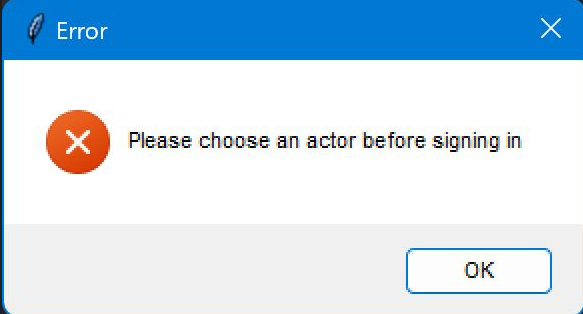 Error
Please choose an actor before signing in
OK